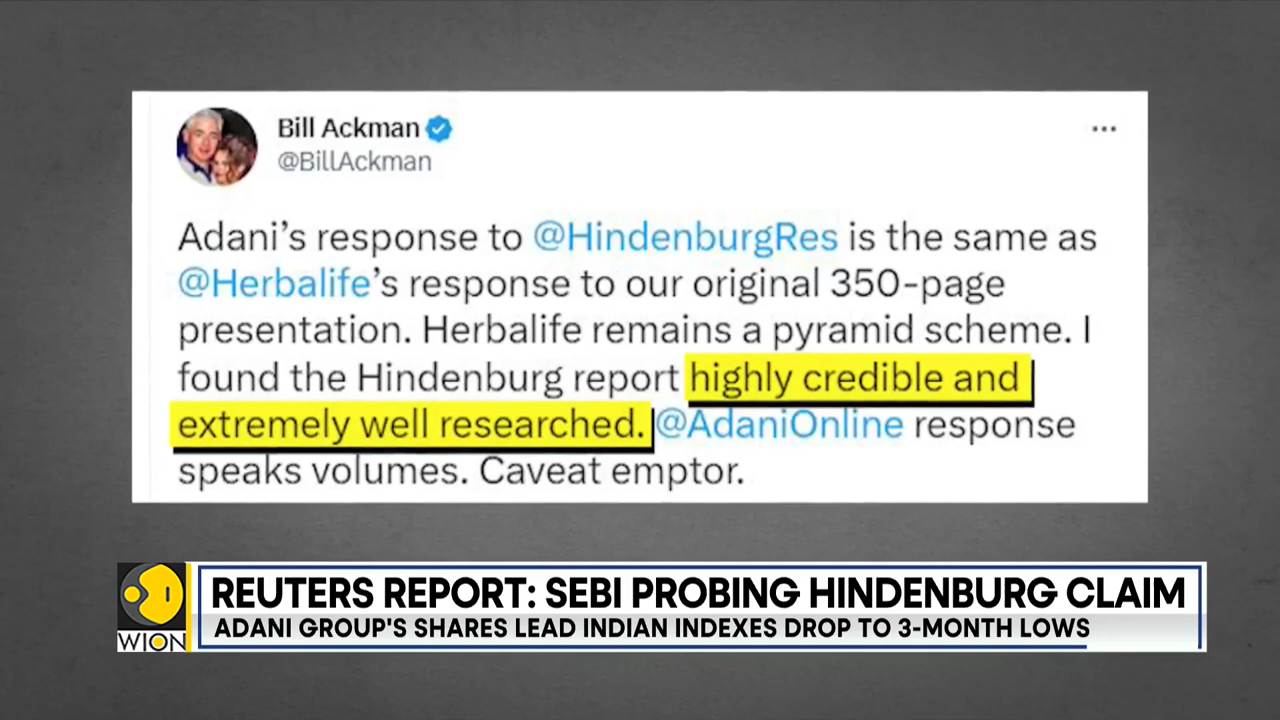 Bill Ackman
@BillAckman
Adani’s response to @HindenburgRes is the same as
@Herbalife’s response to our original 350-page
presentation. Herbalife remains a pyramid scheme. I
found the Hindenburg report highly credible and
extremely well researched. @AdaniOnline response
speaks volumes. Caveat emptor.
REUTERS REPORT: SEBI PROBING HINDENBURG CLAIM
ADANI GROUP'S SHARES LEAD INDIAN INDEXES DROP TO 3-MONTH LOWS
WION